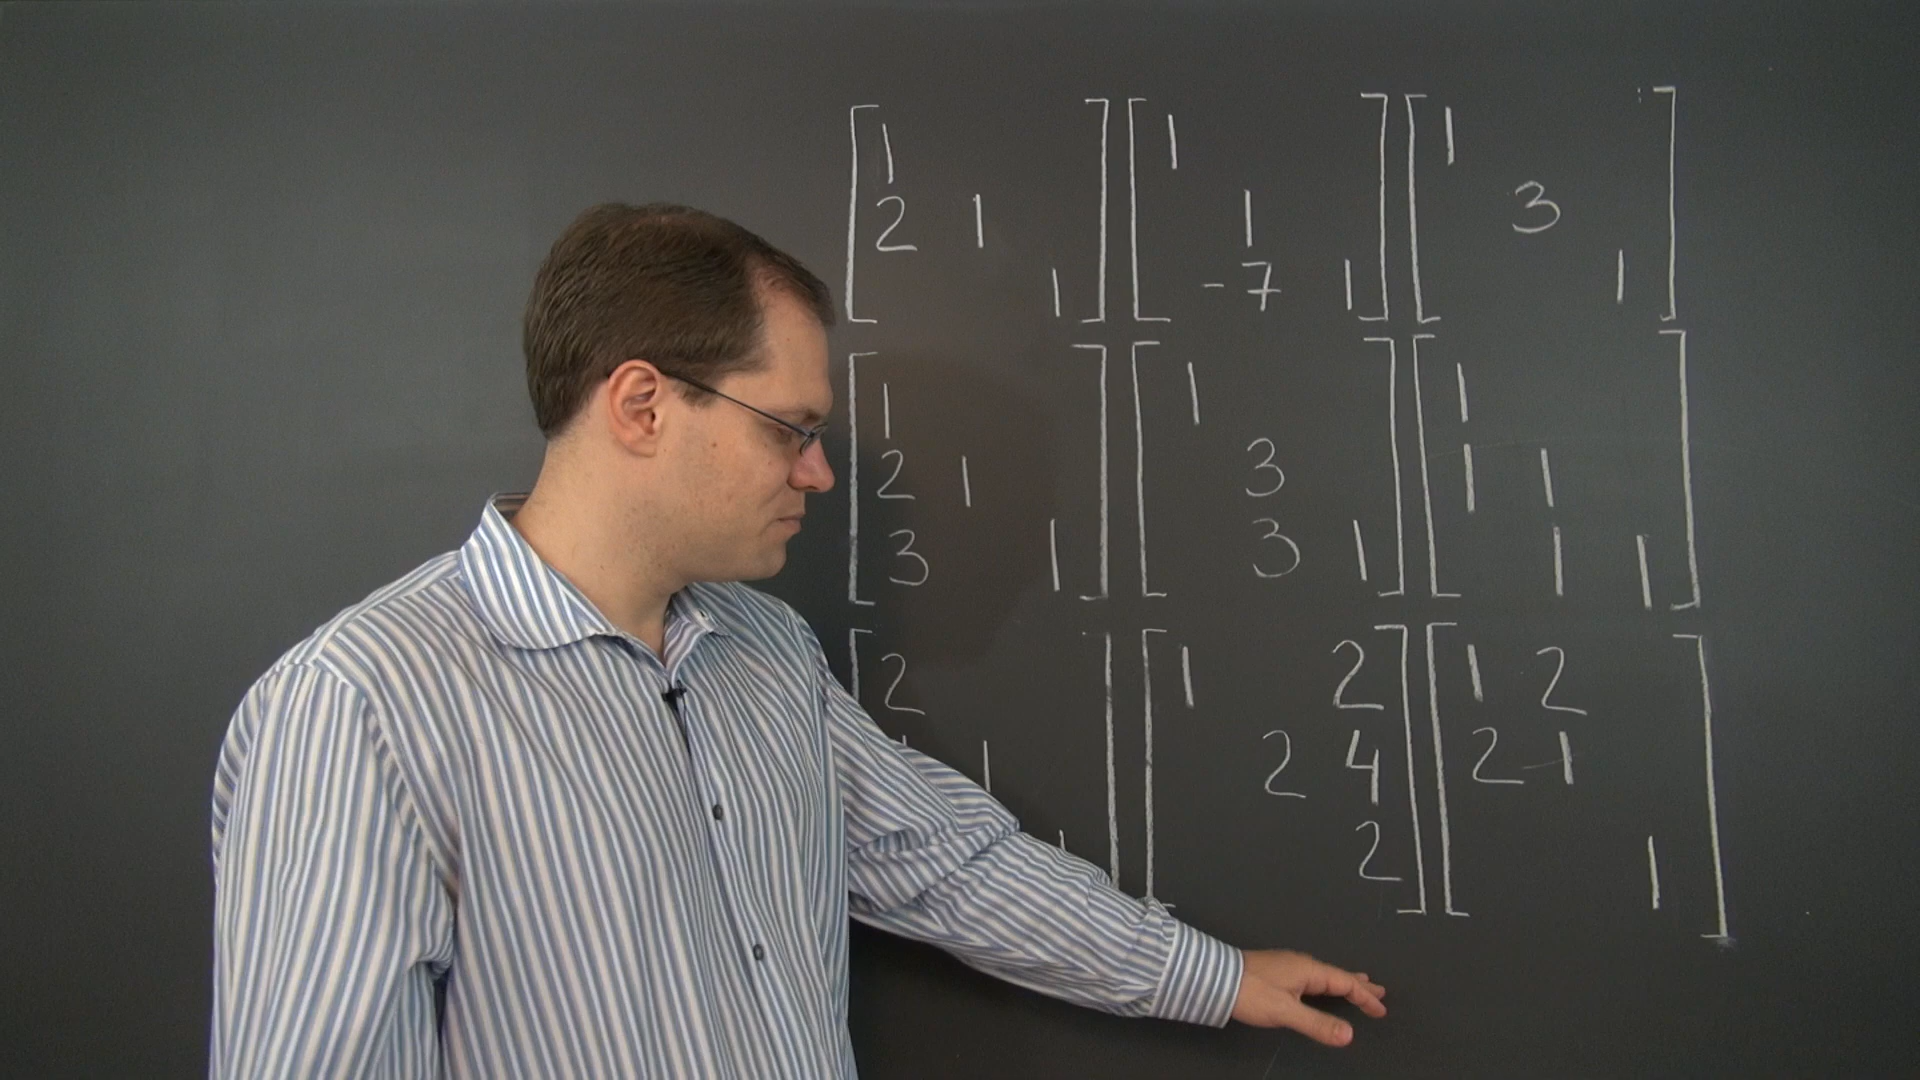 1 1 1
2 1 1 3
1 -7 1 1
1 1 1
2 1 3 1 1
3 1 3 1 1 1
2 1 2 1 2
1 2 4 2 1
2 1